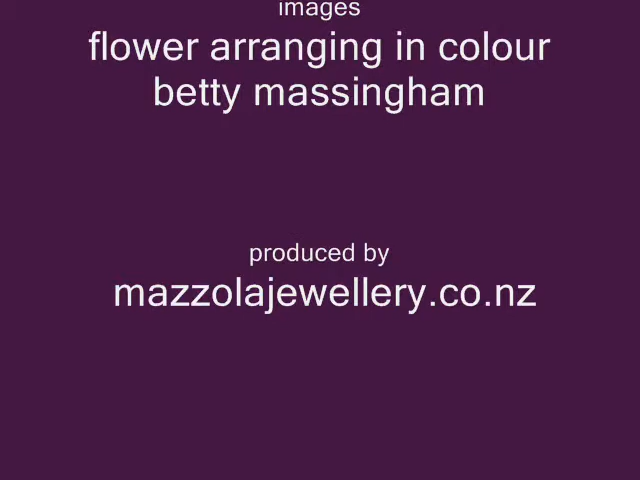 images
flower arranging in colour
betty massingham
produced by
mazzolajewellery.co.nz